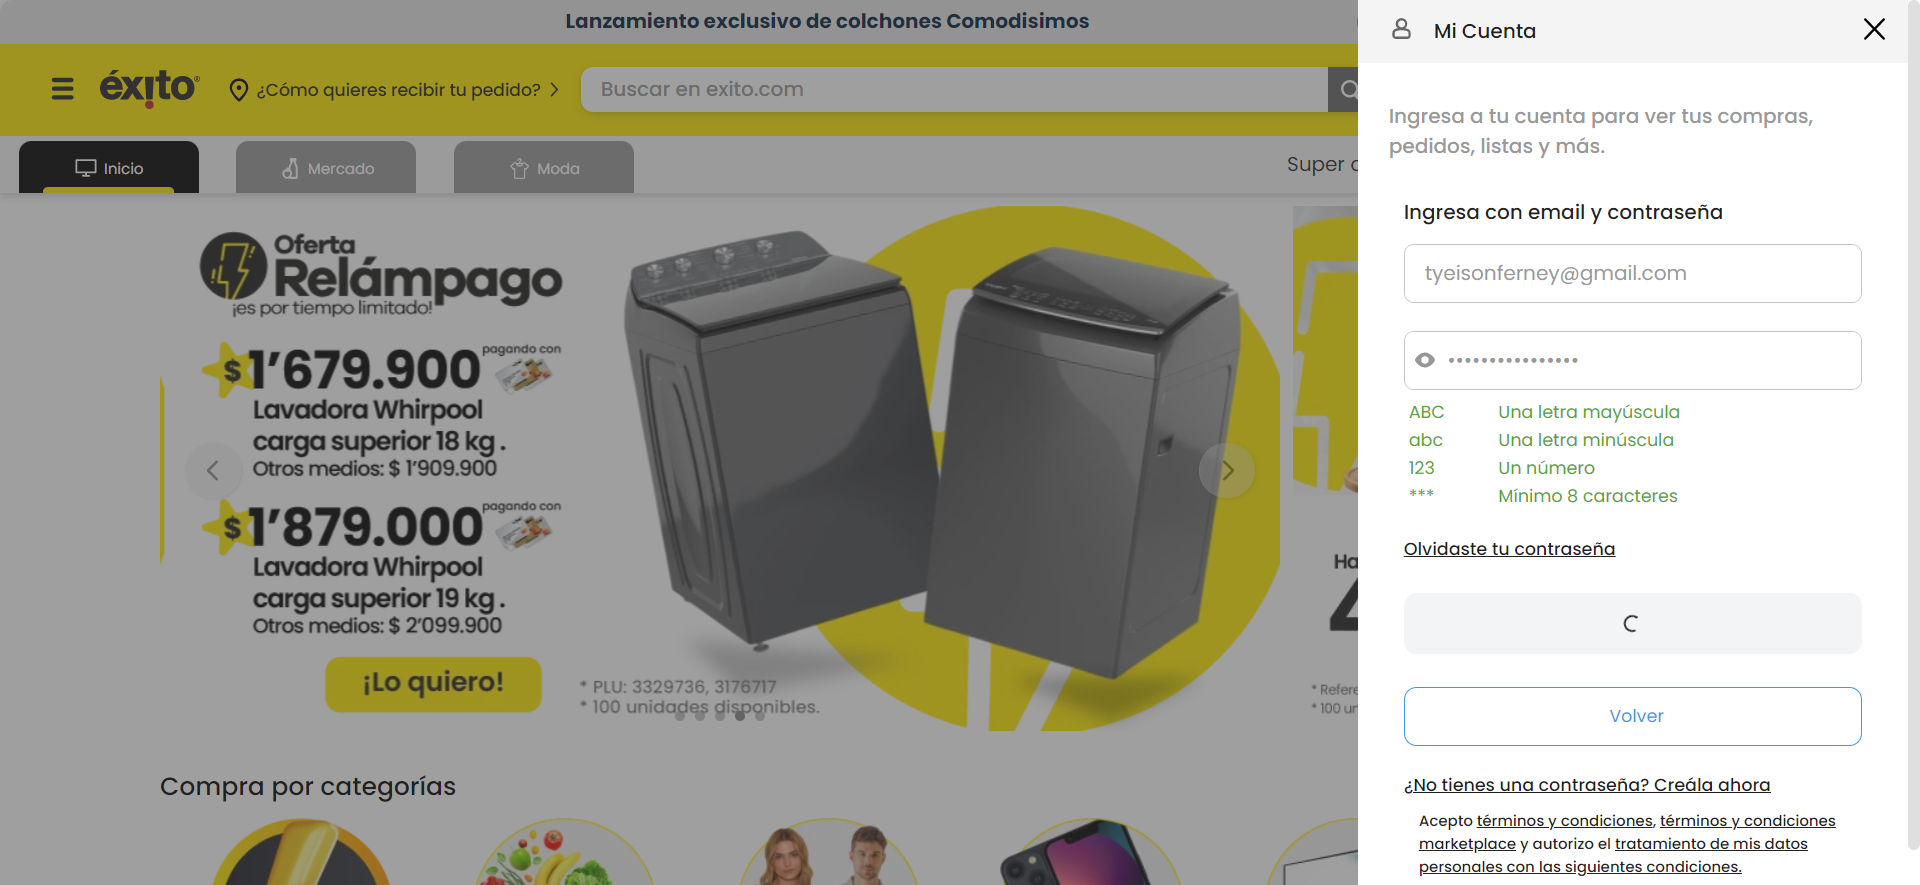 Lanzamiento exclusivo de colchones Comodisimos
éxito
¿Cómo quieres recibir tu pedido?
Buscar en exito.com
Inicio
Mercado
Moda
Super
Oferta
Relámpago
¡es por tiempo limitado!
$ 1'679.900 pagando con
Lavadora Whirpool
carga superior 18 kg.
Otros medios: $ 1'909.900
$ 1'879.000 pagando con
Lavadora Whirpool
carga superior 19 kg.
Otros medios: $ 2'099.900
¡Lo quiero!
* PLU: 3329736, 3176717
* 100 unidades disponibles.
Ha
* Refere
* 100 un
Compra por categorías
Mi Cuenta
Ingresa a tu cuenta para ver tus compras,
pedidos, listas y más.
Ingresa con email y contraseña
tyeisonferney@gmail.com
••••••••••••••••
ABC Una letra mayúscula
abc Una letra minúscula
123 Un número
*** Mínimo 8 caracteres
Olvidaste tu contraseña
Volver
¿No tienes una contraseña? Creála ahora
Acepto términos y condiciones, términos y condiciones
marketplace y autorizo el tratamiento de mis datos
personales con las siguientes condiciones.